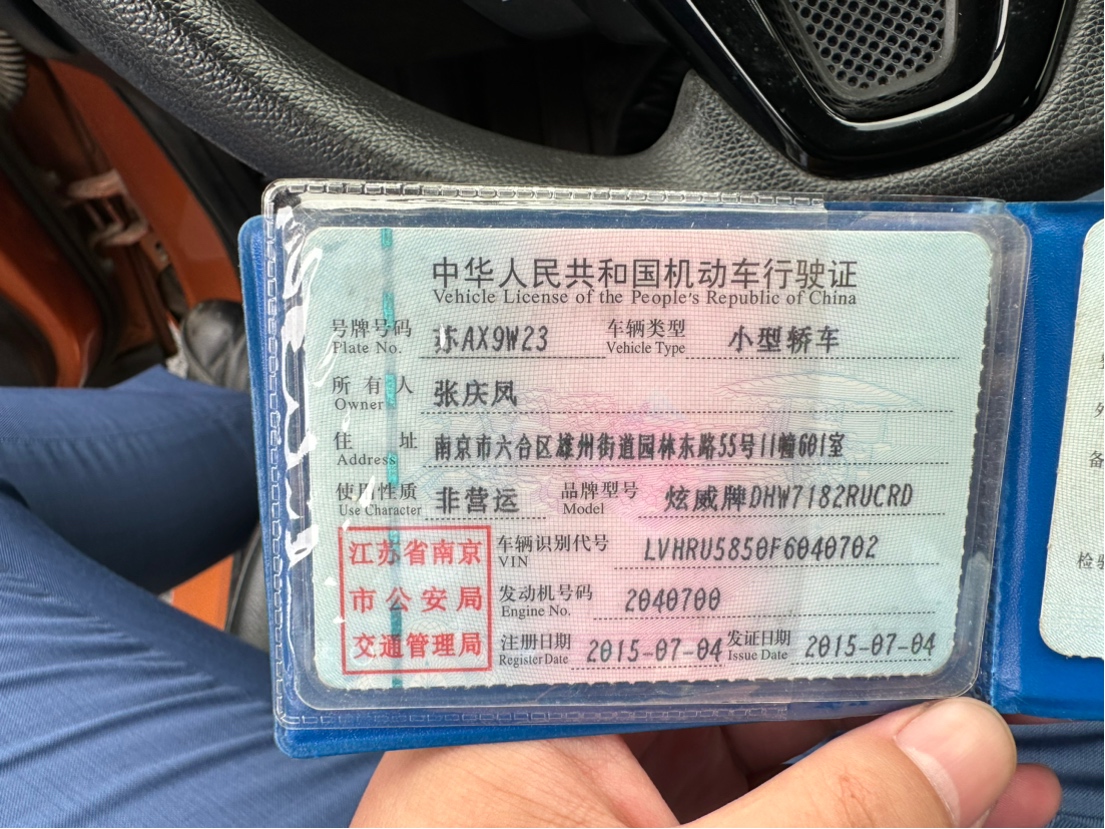 中华人民共和国机动车行驶证
Vehicle License of the People's Republic of China
号牌号码 苏AX9W23 车辆类型 小型轿车
Plate No. Vehicle Type
所有人 张庆凤
Owner
住址 南京市六合区雄州街道园林东路55号11幢601室
Address
使用性质 非营运 品牌型号 炫威牌DHW7182RUCRD
Use Character Model
江苏省南京
市公安局
交通管理局
车辆识别代号 LVHRU5850F6040702
VIN
发动机号码 2040700
Engine No.
注册日期 2015-07-04 发证日期 2015-07-04
Register Date Issue Date
备
检验